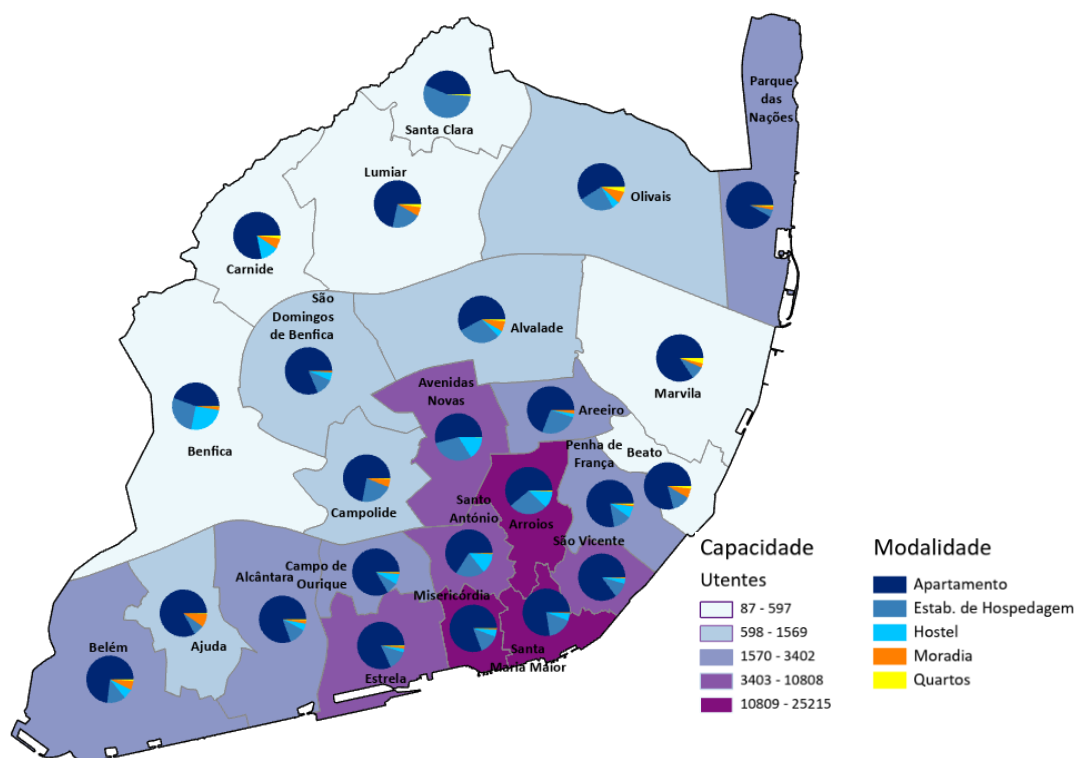 Parque
das
Nações
Santa Clara
Lumiar
Olivais
Carnide
São
Domingos
de Benfica
Alvalade
Marvila
Avenidas
Novas
Areeiro
Benfica
Penha de
França
Beato
Campolide
Santo
António
Arroios
São Vicente
Alcântara
Campo de
Ourique
Misericórdia
Belém
Ajuda
Estrela
Santa
Maria Maior
Capacidade
Utentes
87 - 597
598 - 1569
1570 - 3402
3403 - 10808
10809 - 25215
Modalidade
Apartamento
Estab. de Hospedagem
Hostel
Moradia
Quartos